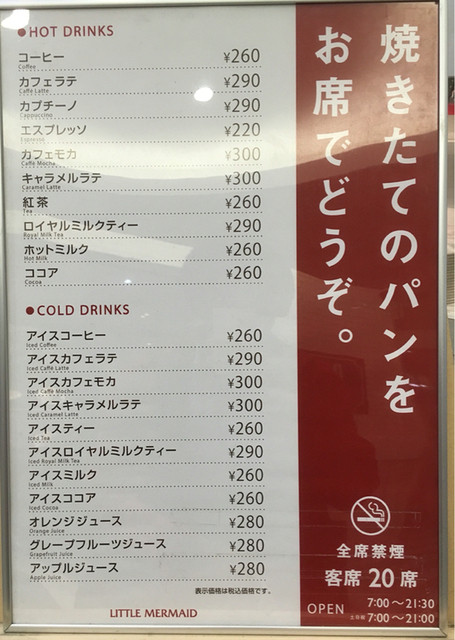 ●HOT DRINKS
コーヒー ¥260
Coffee
カフェラテ ¥290
Caffé Latte
カプチーノ ¥290
Cappuccino
エスプレッソ ¥220
Espresso
カフェモカ ¥300
Caffé Mocha
キャラメルラテ ¥300
Caramel Latte
紅茶 ¥260
Tea
ロイヤルミルクティー ¥290
Royal Milk Tea
ホットミルク ¥260
Hot Milk
ココア ¥260
Cocoa
●COLD DRINKS
アイスコーヒー ¥260
Iced Coffee
アイスカフェラテ ¥290
Iced Caffé Latte
アイスカフェモカ ¥300
Iced Caffé Mocha
アイスキャラメルラテ ¥300
Iced Caramel Latte
アイスティー ¥260
Iced Tea
アイスロイヤルミルクティー ¥290
Iced Royal Milk Tea
アイスミルク ¥260
Iced Milk
アイスココア ¥260
Iced Cocoa
オレンジジュース ¥280
Orange Juice
グレープフルーツジュース ¥280
Grapefruit Juice
アップルジュース ¥280
Apple Juice
表示価格は税込価格です。
LITTLE MERMAID
焼きたてのパンを
お席でどうぞ。
全席禁煙
客席 20 席
OPEN 7:00〜21:30
土日祝 7:00〜21:00